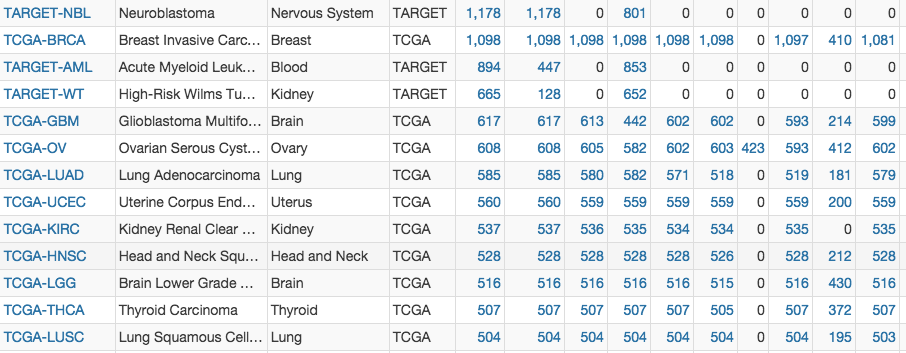 TARGET-NBL Neuroblastoma Nervous System TARGET 1,178 1,178 0 801 0 0 0 0 0 0
TCGA-BRCA Breast Invasive Carc... Breast TCGA 1,098 1,098 1,098 1,098 1,098 1,098 0 1,097 410 1,081
TARGET-AML Acute Myeloid Leuk... Blood TARGET 894 447 0 853 0 0 0 0 0 0
TARGET-WT High-Risk Wilms Tu... Kidney TARGET 665 128 0 652 0 0 0 0 0 0
TCGA-GBM Glioblastoma Multifo... Brain TCGA 617 617 613 442 602 602 0 593 214 599
TCGA-OV Ovarian Serous Cyst... Ovary TCGA 608 608 605 582 602 603 423 593 412 602
TCGA-LUAD Lung Adenocarcinoma Lung TCGA 585 585 580 582 571 518 0 519 181 579
TCGA-UCEC Uterine Corpus End... Uterus TCGA 560 560 559 559 559 559 0 559 200 559
TCGA-KIRC Kidney Renal Clear ... Kidney TCGA 537 537 536 535 534 534 0 535 0 535
TCGA-HNSC Head and Neck Squ... Head and Neck TCGA 528 528 528 528 528 526 0 528 212 528
TCGA-LGG Brain Lower Grade ... Brain TCGA 516 516 516 516 516 515 0 516 430 516
TCGA-THCA Thyroid Carcinoma Thyroid TCGA 507 507 507 507 507 505 0 507 372 507
TCGA-LUSC Lung Squamous Cell... Lung TCGA 504 504 504 504 504 504 0 504 195 503